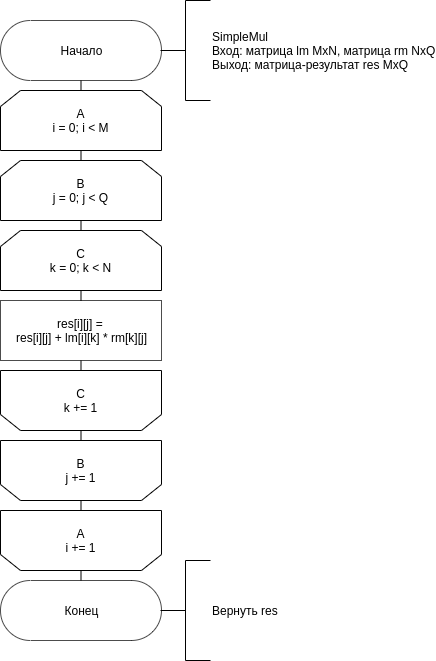 Начало
SimpleMul
Вход: матрица lm MxN, матрица rm NxQ
Выход: матрица-результат res MxQ
A
i = 0; i < M
B
j = 0; j < Q
C
k = 0; k < N
res[i][j] =
res[i][j] + lm[i][k] * rm[k][j]
C
k += 1
B
j += 1
A
i += 1
Конец
Вернуть res